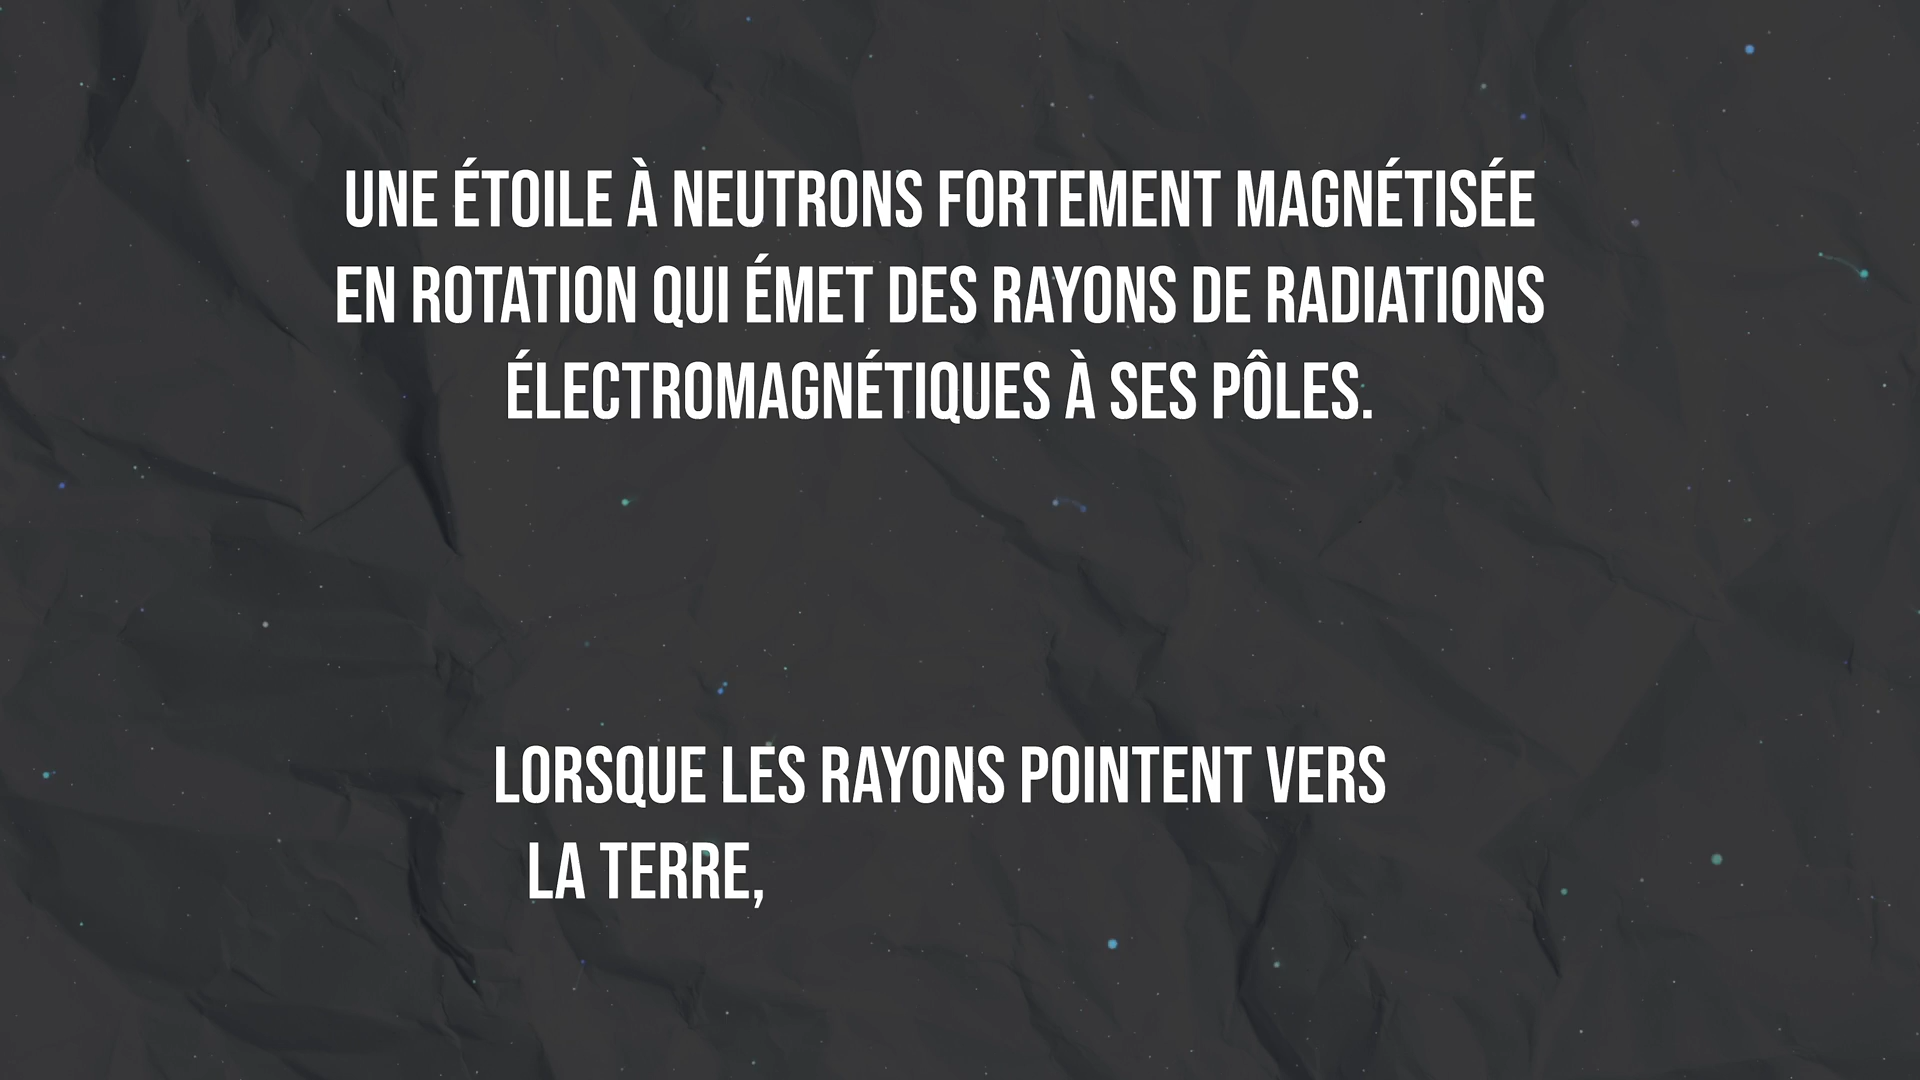 UNE ÉTOILE À NEUTRONS FORTEMENT MAGNÉTISÉE
EN ROTATION QUI ÉMET DES RAYONS DE RADIATIONS
ÉLECTROMAGNÉTIQUES À SES PÔLES.
LORSQUE LES RAYONS POINTENT VERS
LA TERRE,